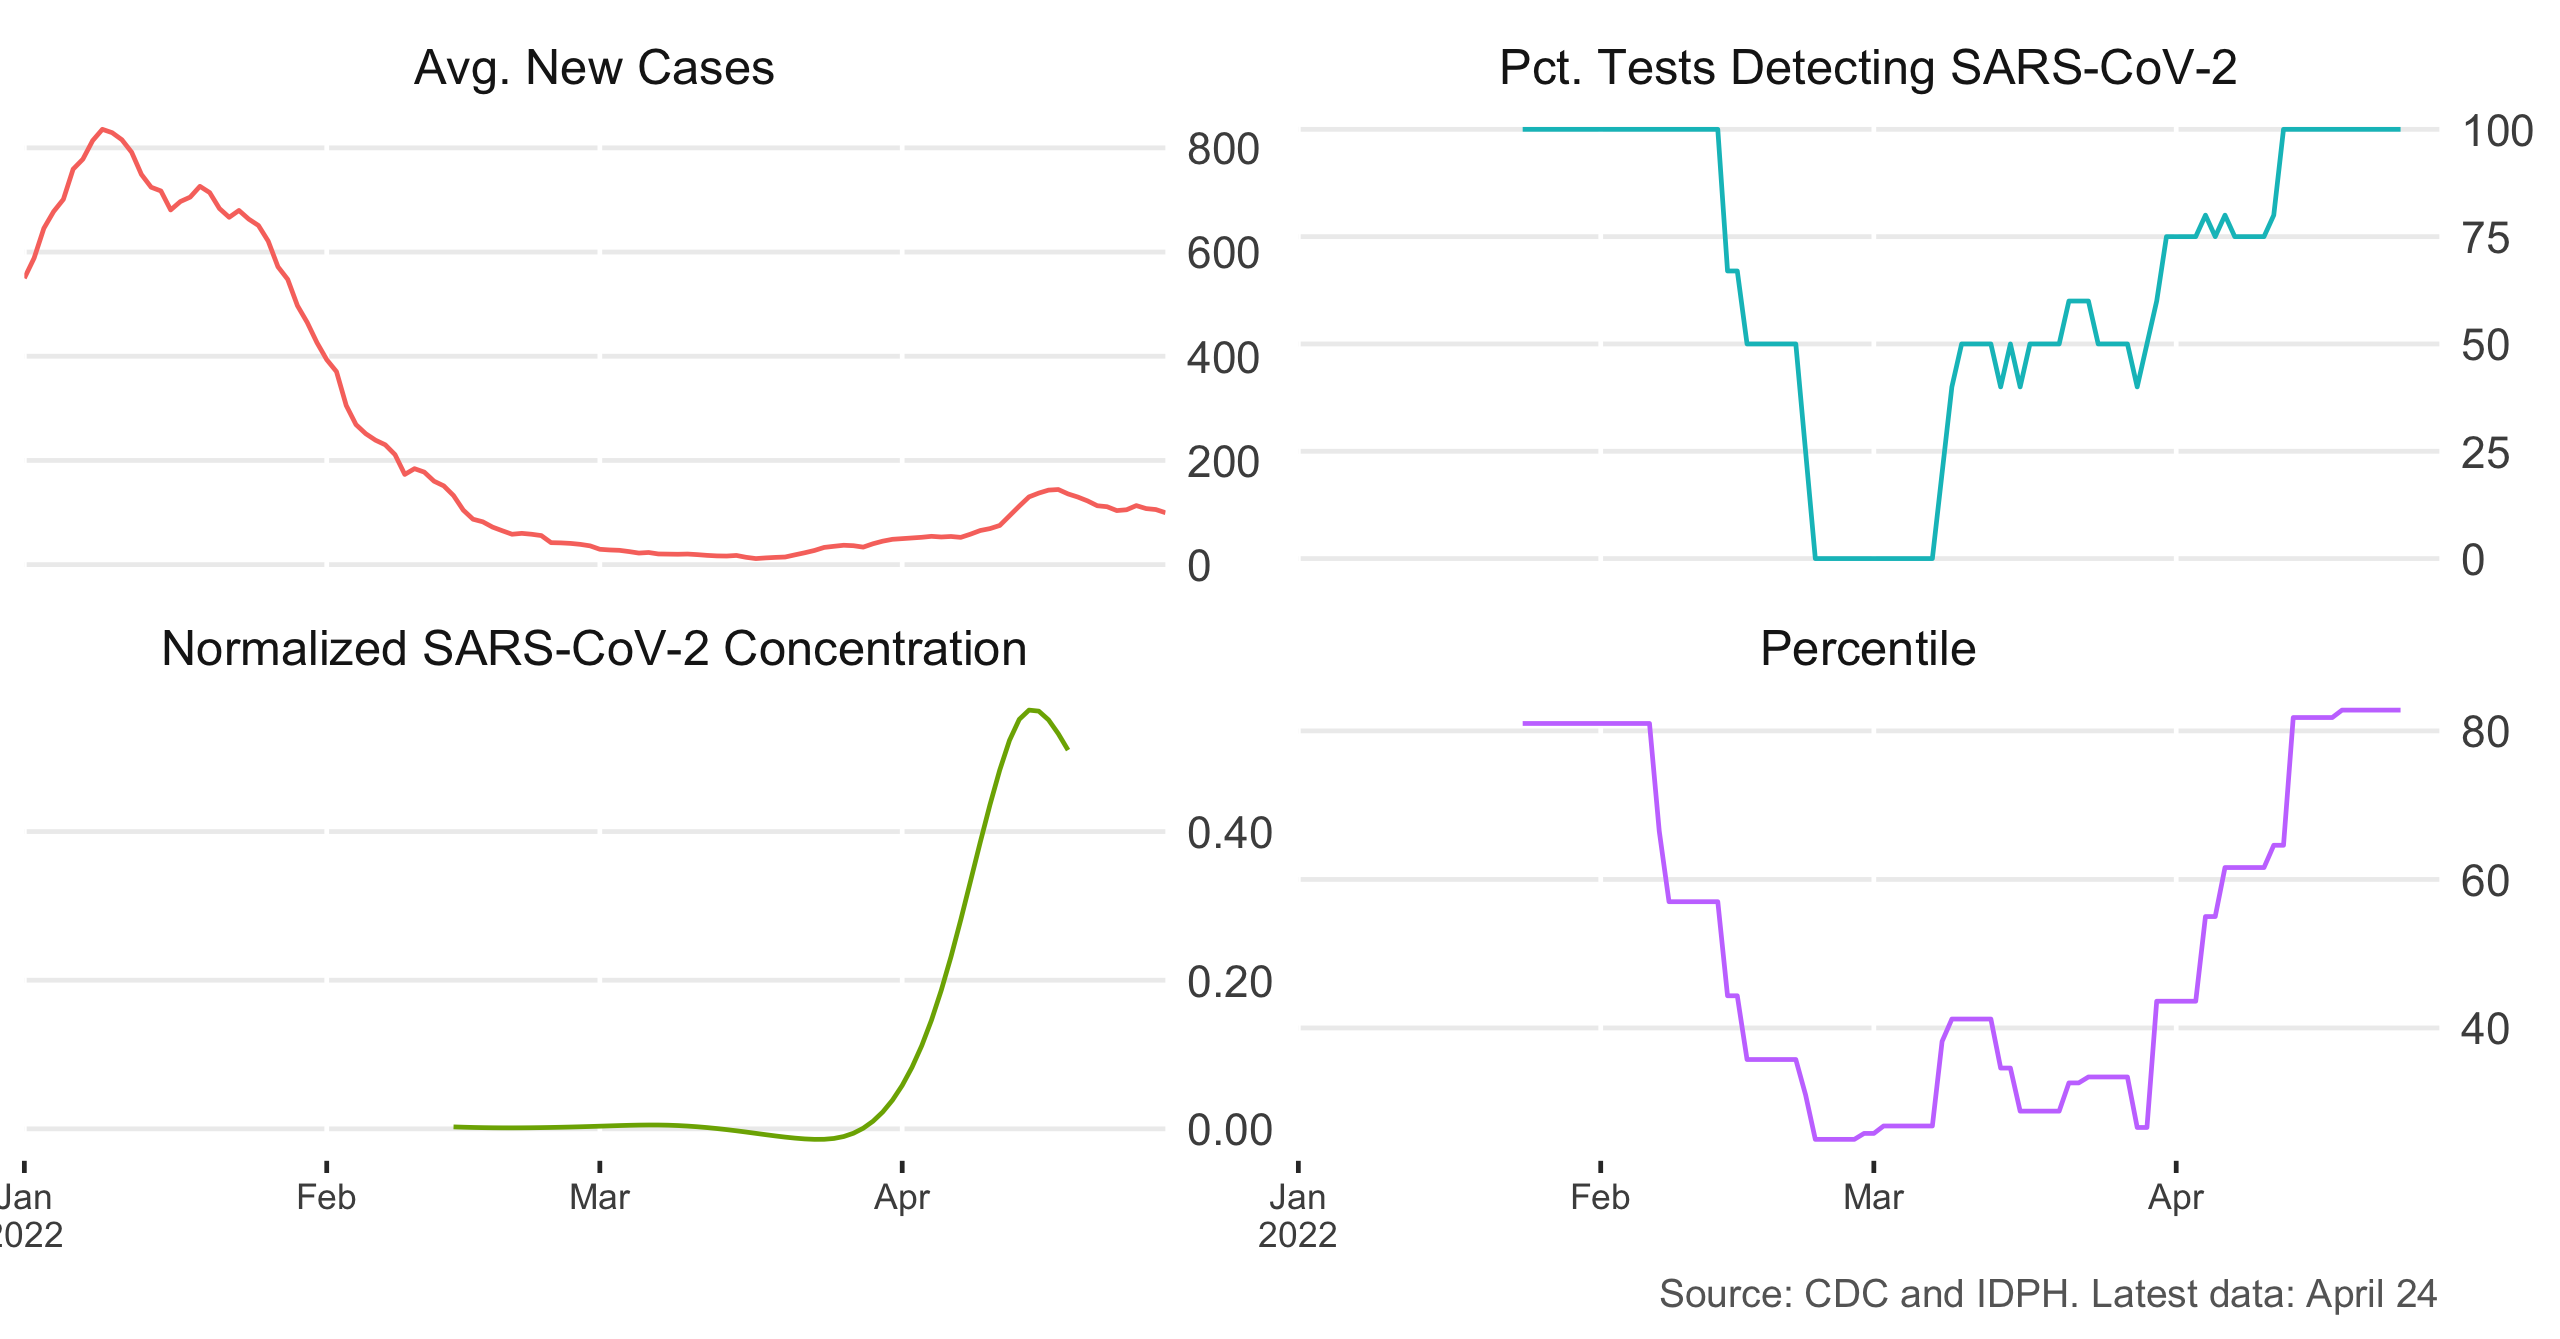 Avg. New Cases
800
600
400
200
0
Pct. Tests Detecting SARS-CoV-2
100
75
50
25
0
Normalized SARS-CoV-2 Concentration
0.40
0.20
0.00
Jan Feb Mar Apr
2022
Percentile
80
60
40
Jan Feb Mar Apr
2022
Source: CDC and IDPH. Latest data: April 24